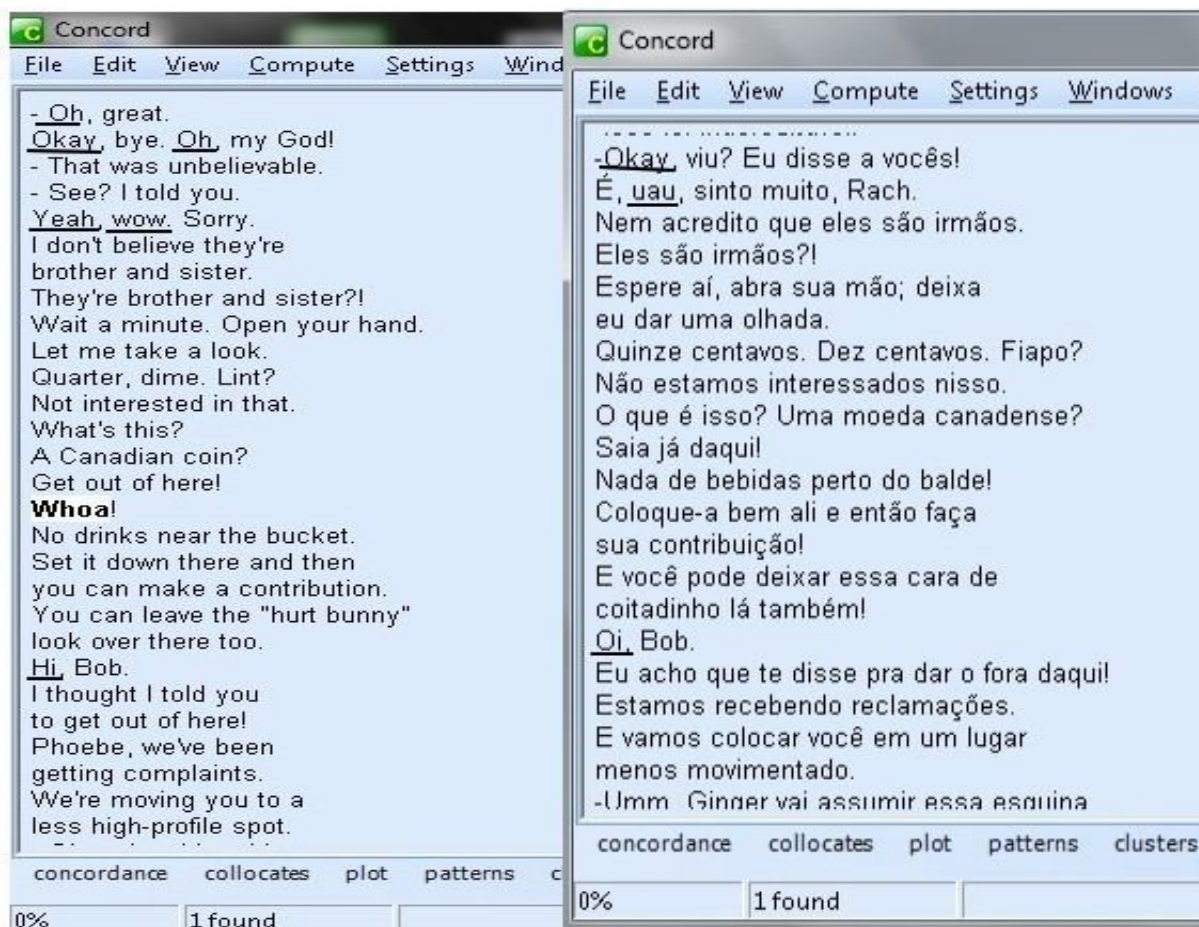 Concord
File Edit View Compute Settings Wind
- Oh, great.
Okay, bye. Oh, my God!
- That was unbelievable.
- See? I told you.
Yeah, wow. Sorry.
I don't believe they're
brother and sister.
They're brother and sister?!
Wait a minute. Open your hand.
Let me take a look.
Quarter, dime. Lint?
Not interested in that.
What's this?
A Canadian coin?
Get out of here!
Whoa!
No drinks near the bucket.
Set it down there and then
you can make a contribution.
You can leave the "hurt bunny"
look over there too.
Hi, Bob.
I thought I told you
to get out of here!
Phoebe, we've been
getting complaints.
We're moving you to a
less high-profile spot.
concordance collocates plot patterns c
0% 1 found
Concord
File Edit View Compute Settings Windows
-Okay, viu? Eu disse a vocês!
É, uau, sinto muito, Rach.
Nem acredito que eles são irmãos.
Eles são irmãos?!
Espere aí, abra sua mão; deixa
eu dar uma olhada.
Quinze centavos. Dez centavos. Fiapo?
Não estamos interessados nisso.
O que é isso? Uma moeda canadense?
Saia já daqui!
Nada de bebidas perto do balde!
Coloque-a bem ali e então faça
sua contribuição!
E você pode deixar essa cara de
coitadinho lá também!
Oi, Bob.
Eu acho que te disse pra dar o fora daqui!
Estamos recebendo reclamações.
E vamos colocar você em um lugar
menos movimentado.
-Umm. Ginger vai assumir essa esquina
concordance collocates plot patterns clusters
0% 1 found